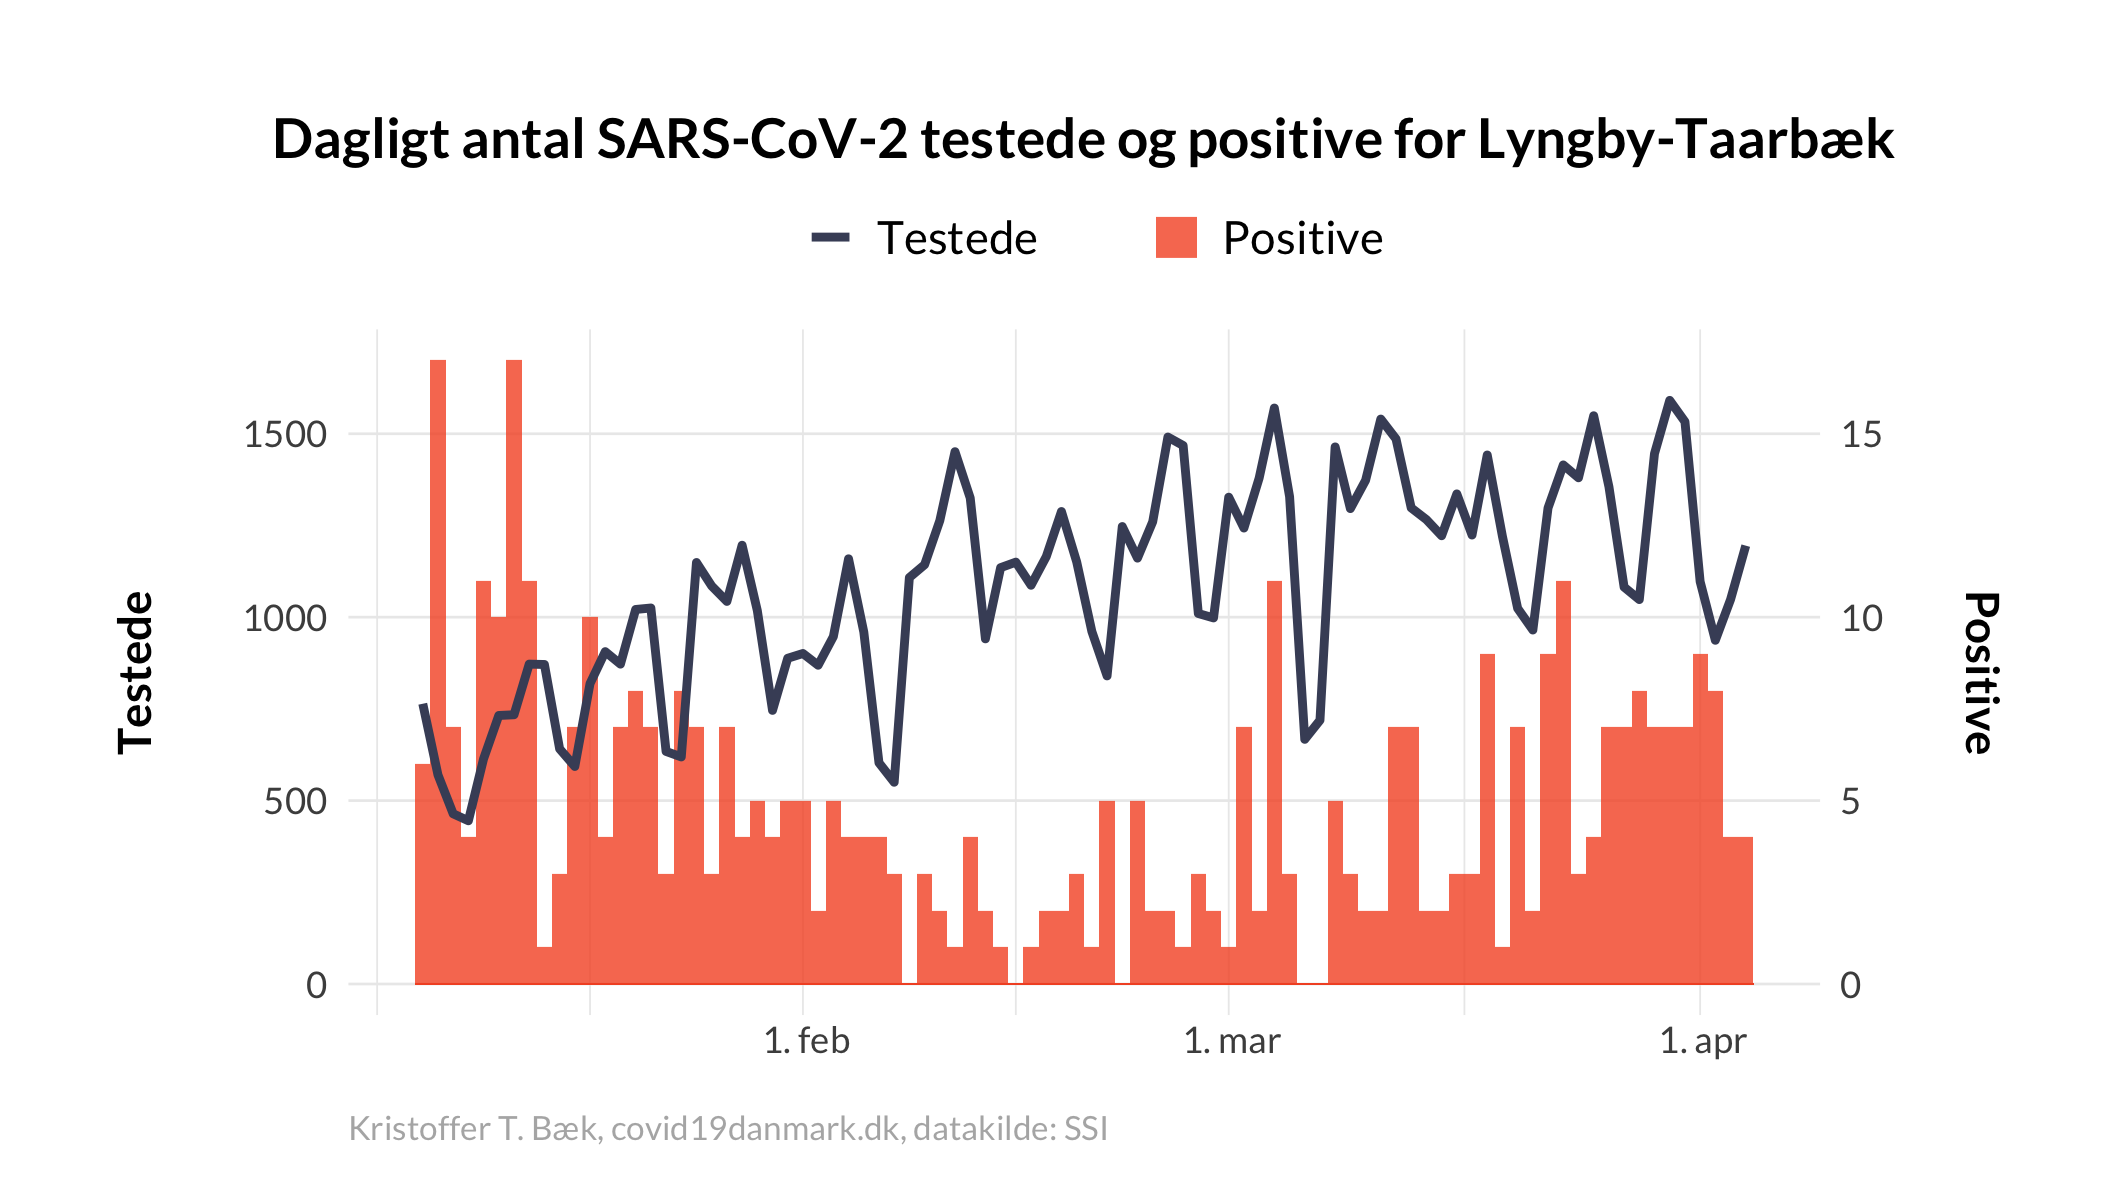 Dagligt antal SARS-CoV-2 testede og positive for Lyngby-Taarbæk
Testede
Positive
1500
1000
500
0
Testede
15
10
5
0
Positive
1. feb
1. mar
1. apr
Kristoffer T. Bæk, covid19danmark.dk, datakilde: SSI